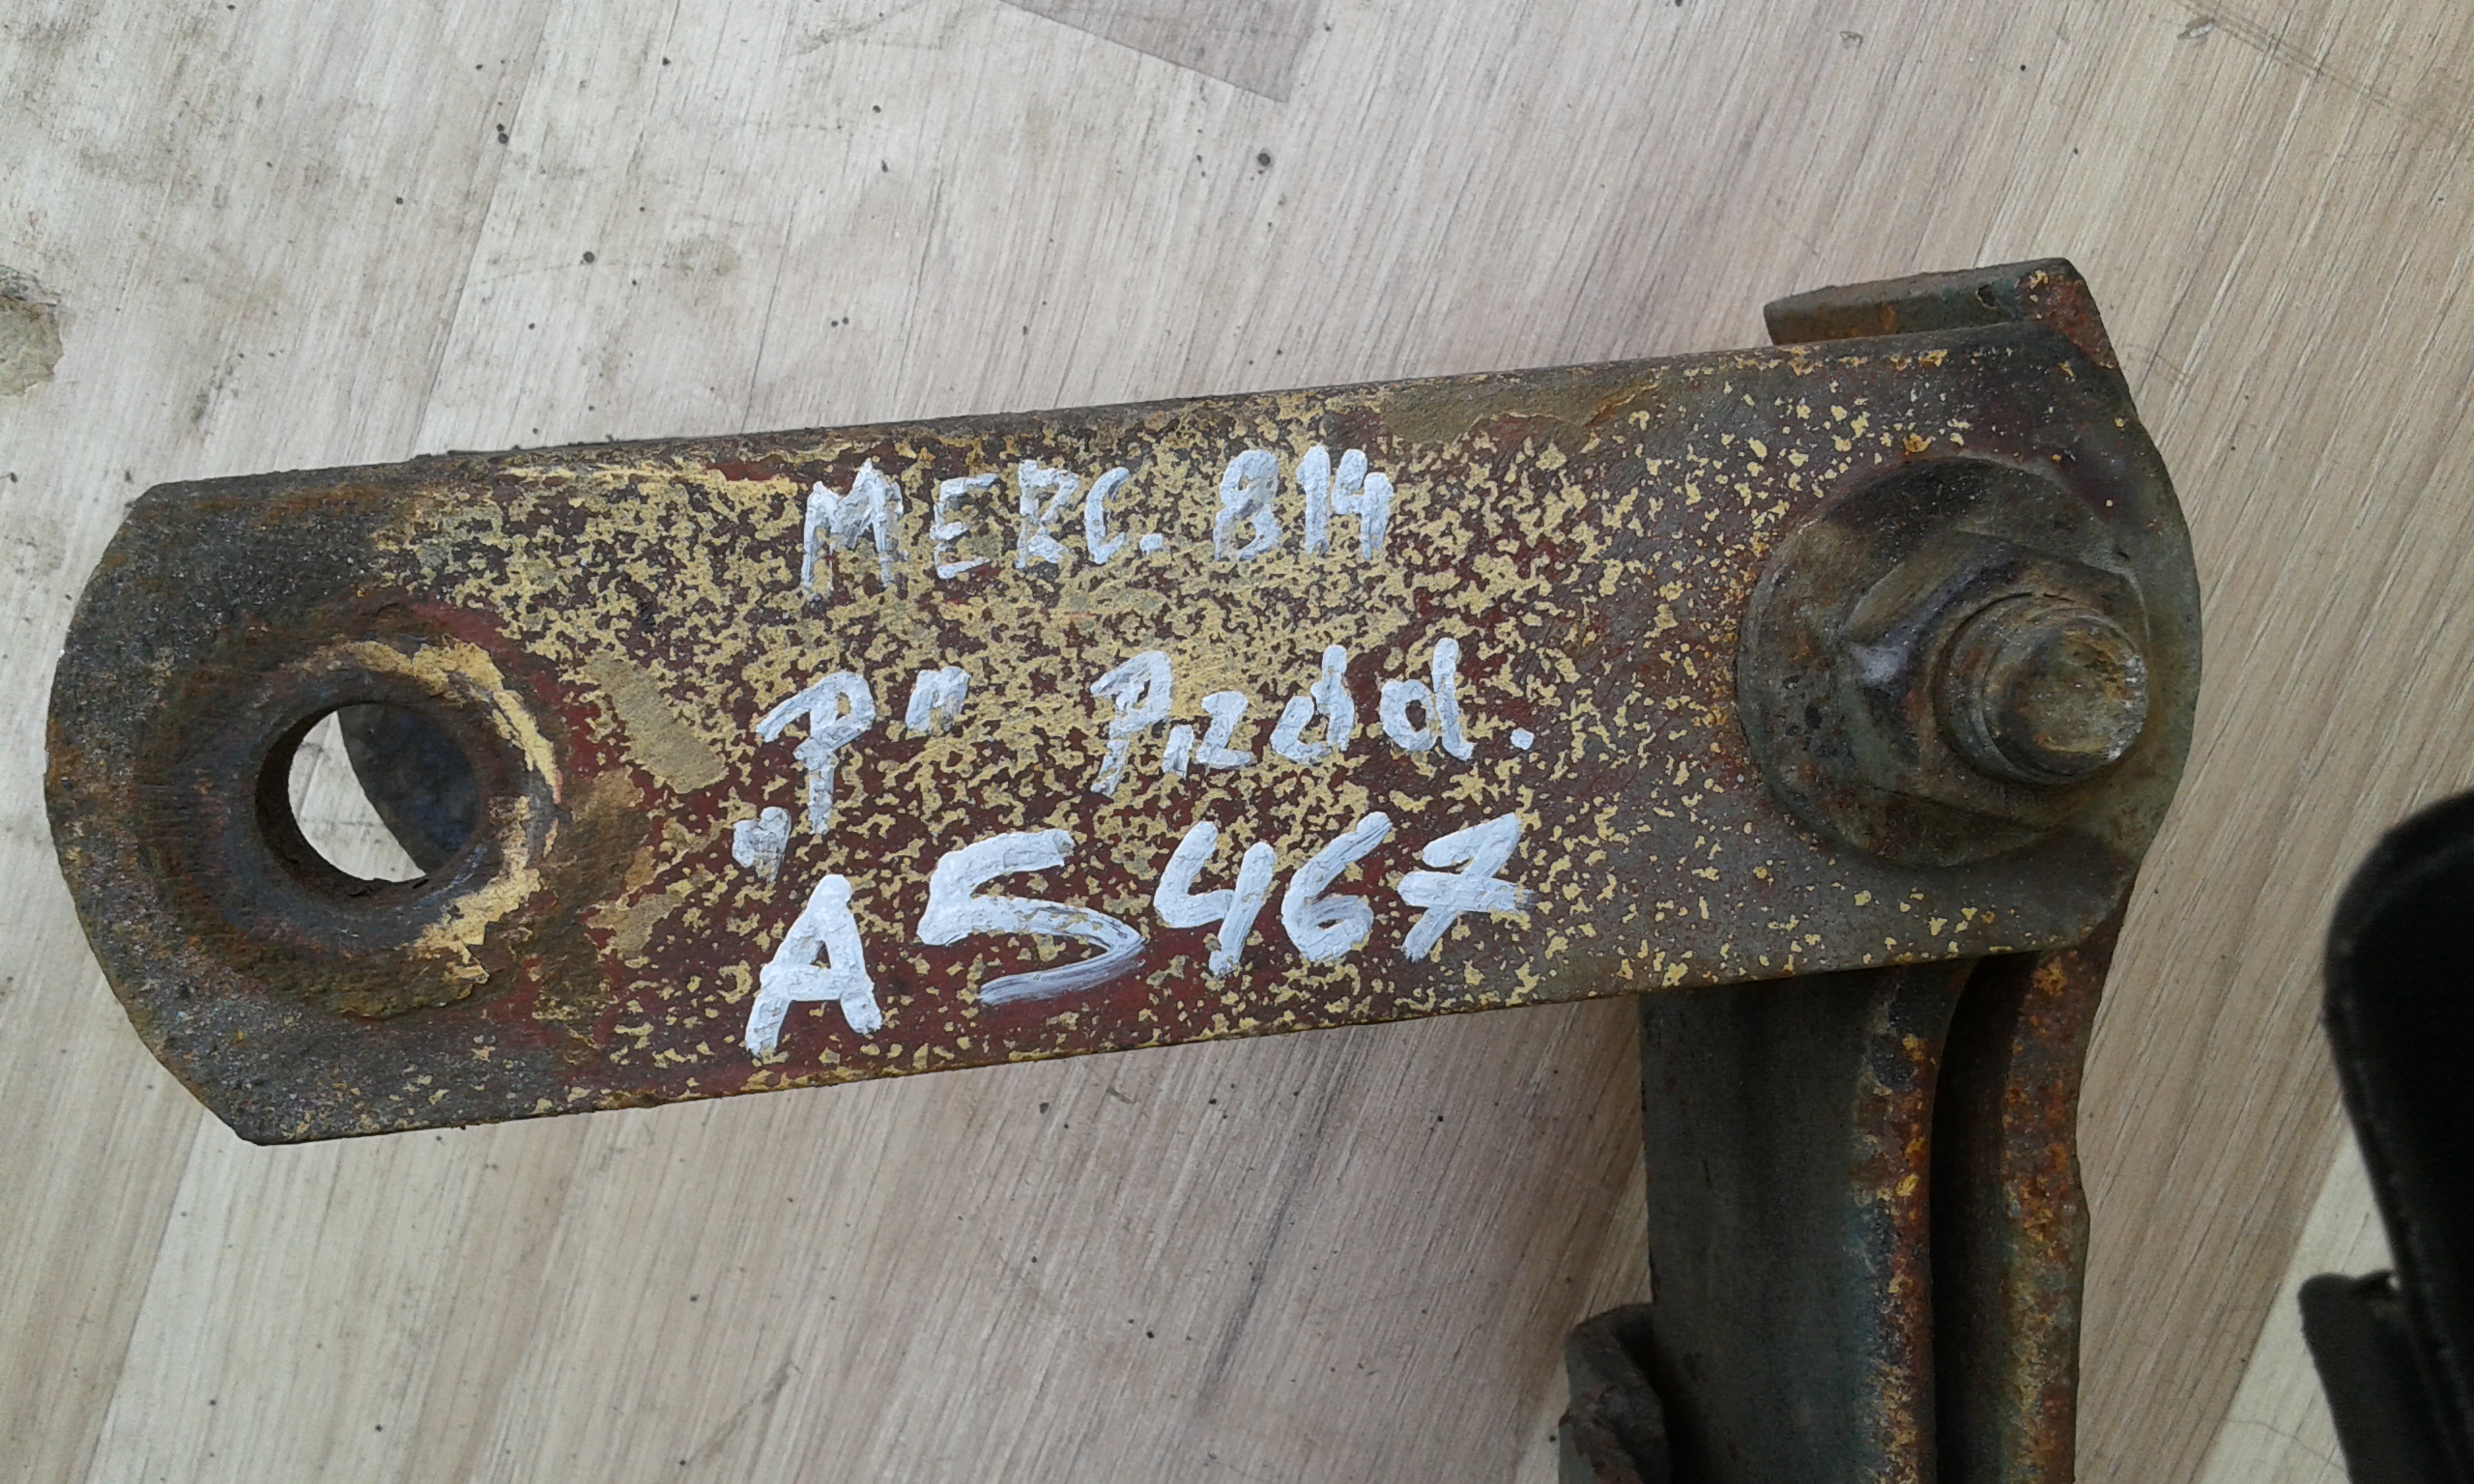 MERC. 814
"P" Przód.
A5467